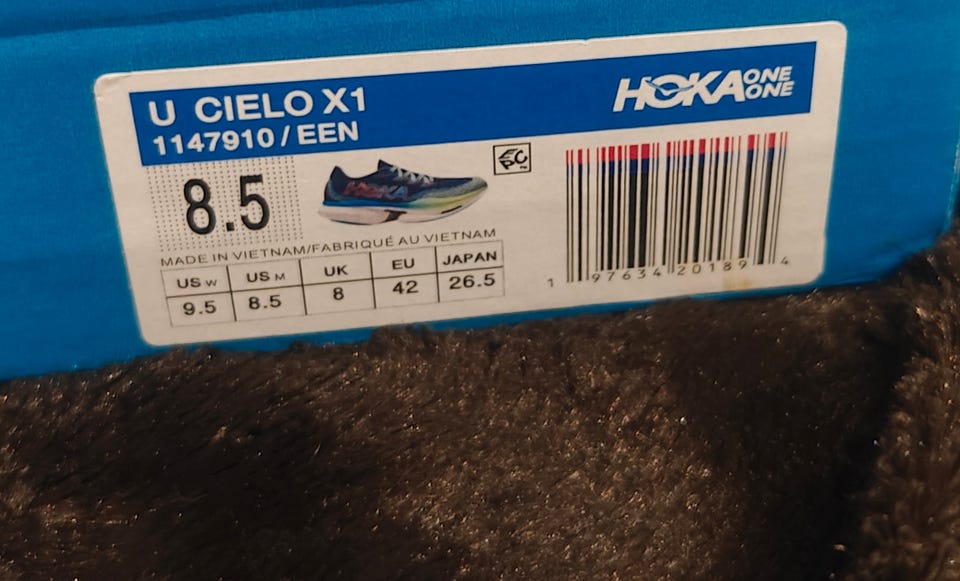 U CIELO X1
1147910/EEN
HOKA ONE ONE
8.5
MADE IN VIETNAM/FABRIQUÉ AU VIETNAM
US W US M UK EU JAPAN
9.5 8.5 8 42 26.5
1 97634 20189 4